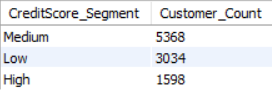 CreditScore_Segment Customer_Count
Medium 5368
Low 3034
High 1598